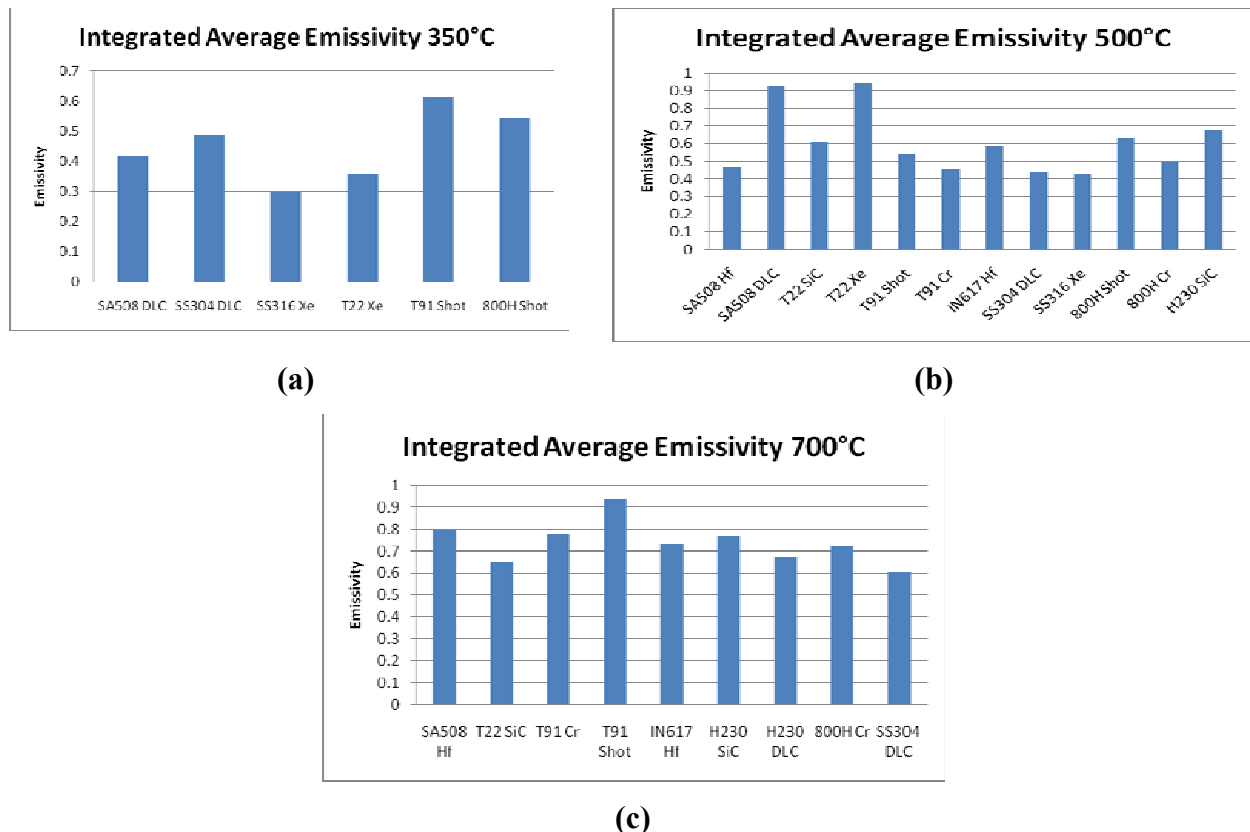 Integrated Average Emissivity 350°C
0.7
0.6
0.5
0.4
0.3
0.2
0.1
0
Emissivity
SA508 DLC
SS304 DLC
SS316 Xe
T22 Xe
T91 Shot
800H Shot
(a)
Integrated Average Emissivity 500°C
1
0.9
0.8
0.7
0.6
0.5
0.4
0.3
0.2
0.1
0
Emissivity
SA508 Hf
SA508 DLC
T22 SiC
T22 Xe
T91 Shot
T91 Cr
IN617 Hf
SS304 DLC
SS316 Xe
800H Shot
800H Cr
H230 SiC
(b)
Integrated Average Emissivity 700°C
1
0.9
0.8
0.7
0.6
0.5
0.4
0.3
0.2
0.1
0
Emissivity
SA508
Hf
T22 SiC
T91 Cr
T91
Shot
IN617
Hf
H230
SiC
H230
DLC
800H Cr
SS304
DLC
(c)